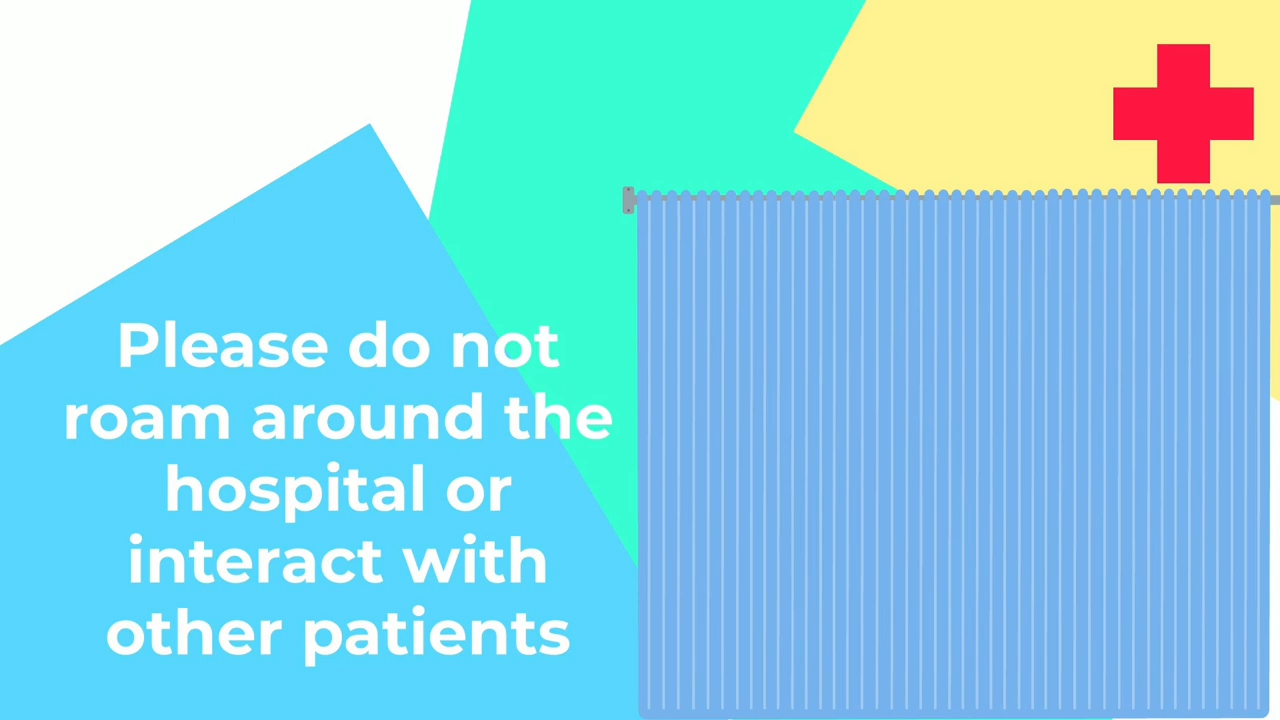 Please do not
roam around the
hospital or
interact with
other patients